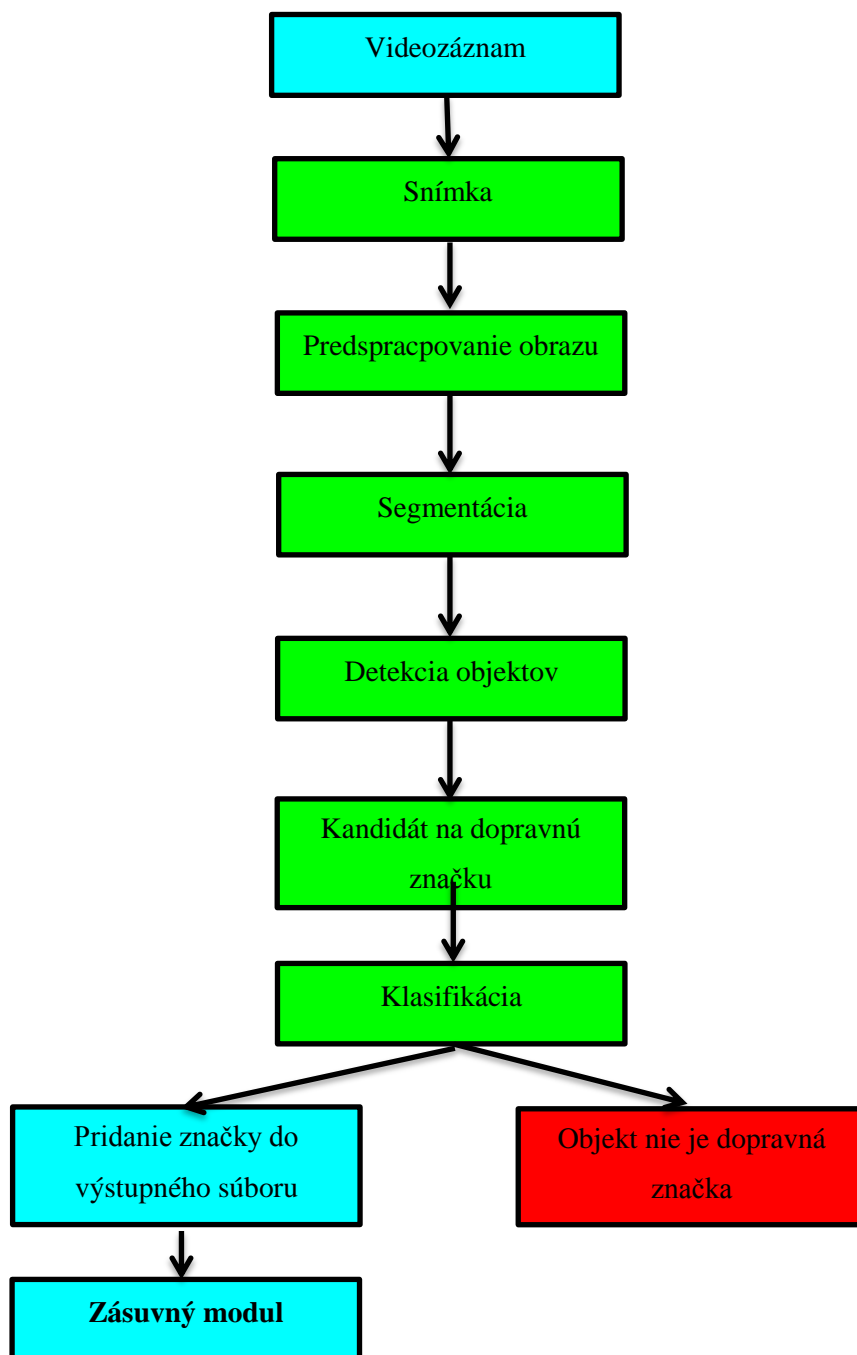 Videozáznam
Snímka
Predspracpovanie obrazu
Segmentácia
Detekcia objektov
Kandidát na dopravnú
značku
Klasifikácia
Pridanie značky do
výstupného súboru
Objekt nie je dopravná
značka
Zásuvný modul